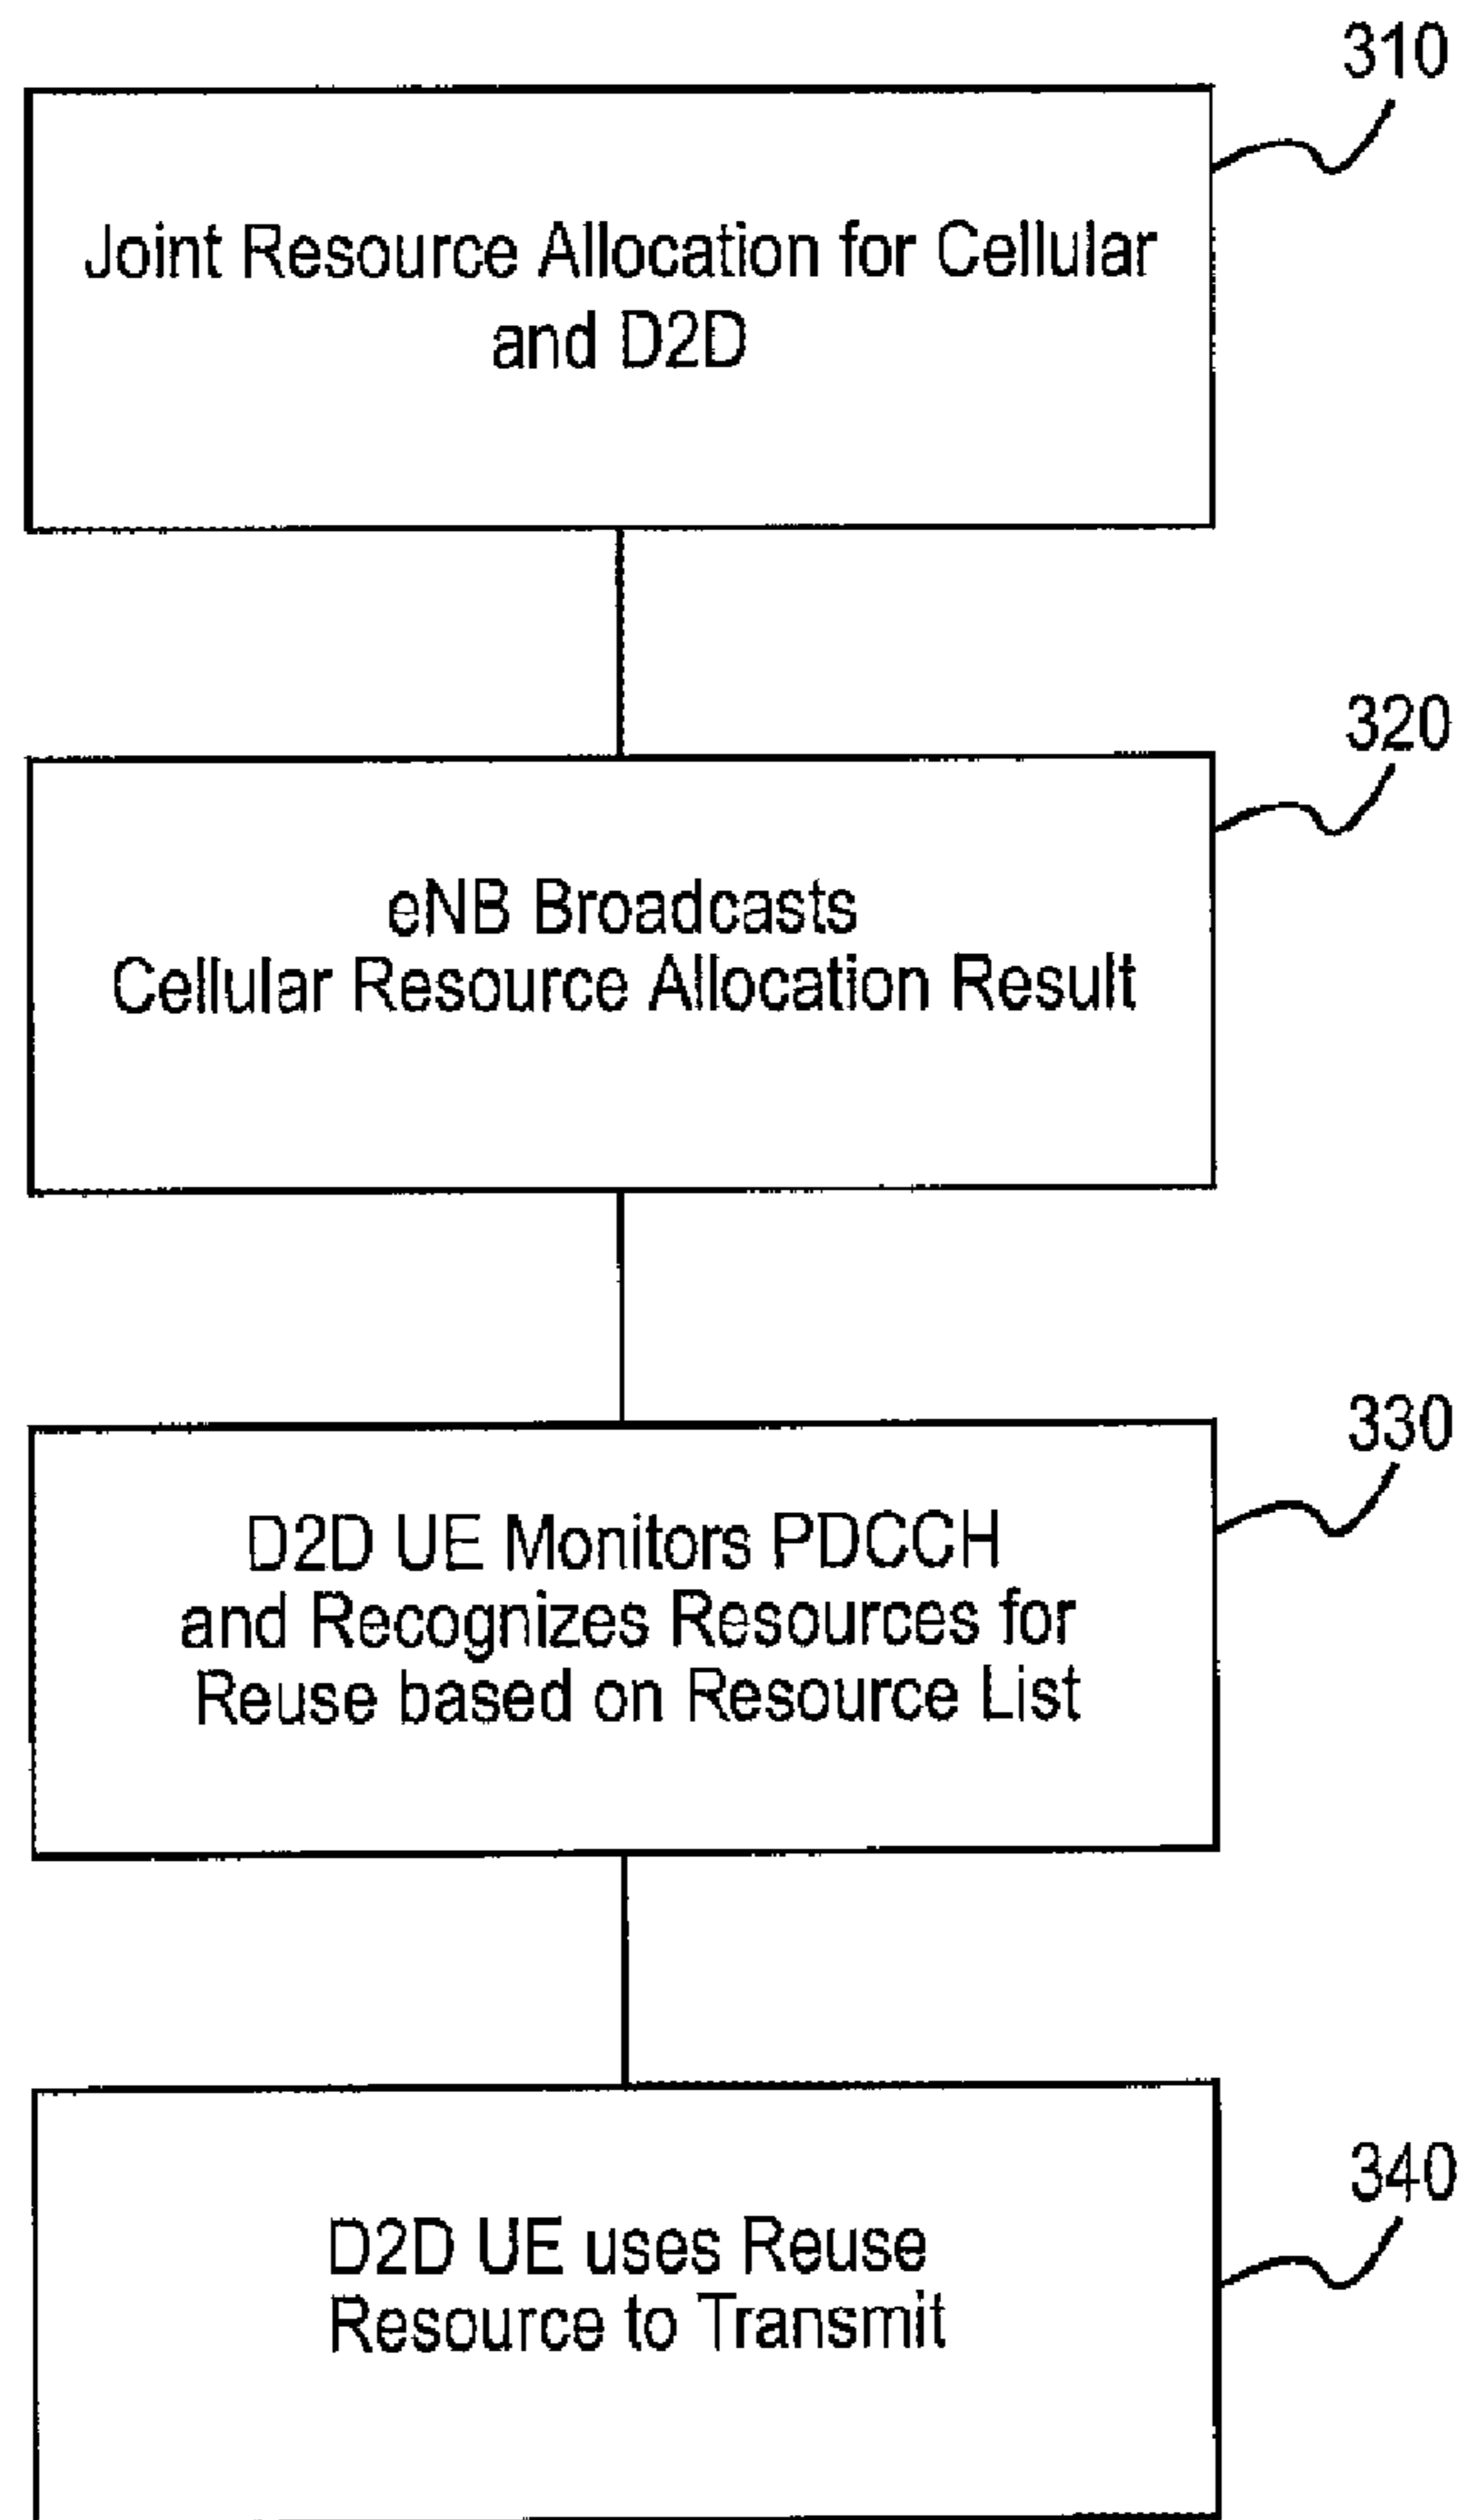 310
Joint Resource Allocation for Cellular
and D2D
320
eNB Broadcasts
Cellular Resource Allocation Result
330
D2D UE Monitors PDCCH
and Recognizes Resources for
Reuse based on Resource List
340
D2D UE uses Reuse
Resource to Transmit